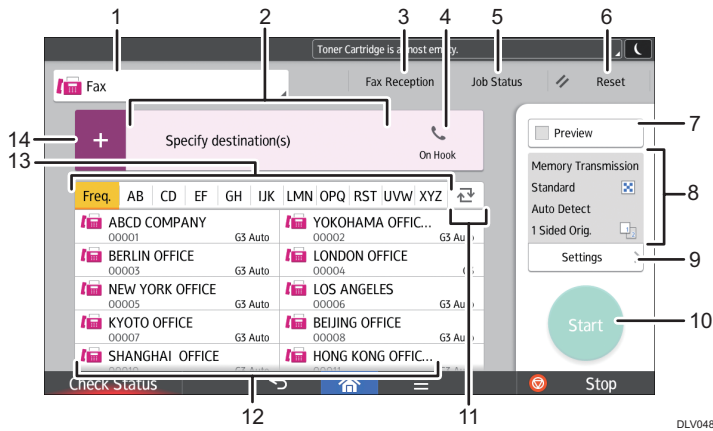 1 2 3 4 5 6
Toner Cartridge is almost empty.
Fax
Fax Reception
Job Status
Reset
7
Preview
14
+
Specify destination(s)
On Hook
13
Memory Transmission
Standard
Auto Detect
1 Sided Orig.
8
Freq. AB CD EF GH IJK LMN OPQ RST UVW XYZ
ABCD COMPANY
00001 G3 Auto
YOKOHAMA OFFIC...
00002 G3 Auto
Settings
9
BERLIN OFFICE
00003 G3 Auto
LONDON OFFICE
00004
NEW YORK OFFICE
00005 G3 Auto
LOS ANGELES
00006 G3 Auto
Start
10
KYOTO OFFICE
00007 G3 Auto
BEIJING OFFICE
00008 G3 Auto
SHANGHAI OFFICE
HONG KONG OFFIC...
Check Status
Stop
12 11
DLV048